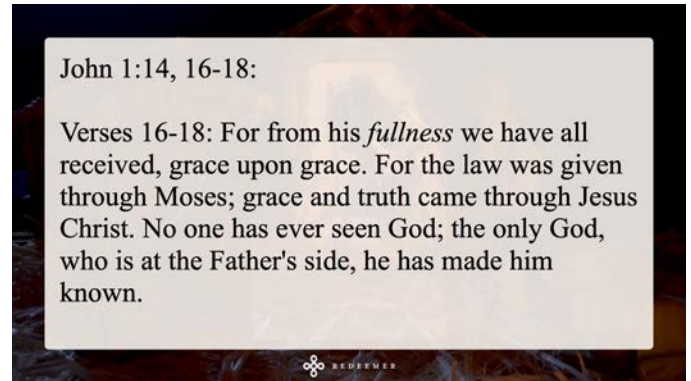 John 1:14, 16-18:
Verses 16-18: For from his fullness we have all
received, grace upon grace. For the law was given
through Moses; grace and truth came through Jesus
Christ. No one has ever seen God; the only God,
who is at the Father's side, he has made him
known.
REDEEMER